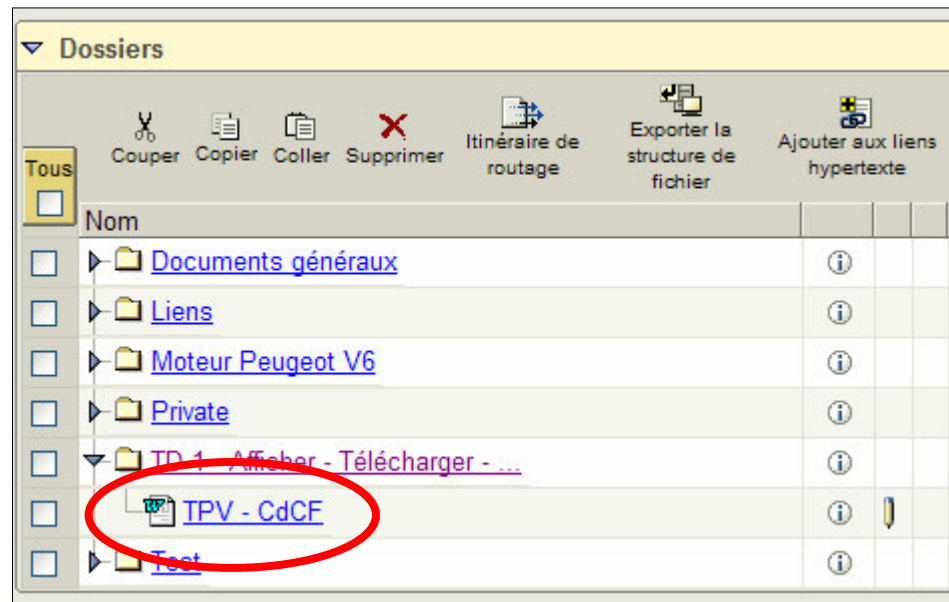 Dossiers
Tous
Couper
Copier
Coller
Supprimer
Itinéraire de
routage
Exporter la
structure de
fichier
Ajouter aux liens
hypertexte
Nom
Documents généraux
Liens
Moteur Peugeot V6
Private
TD 1 - Afficher - Télécharger - ...
TPV - CdCF
Test